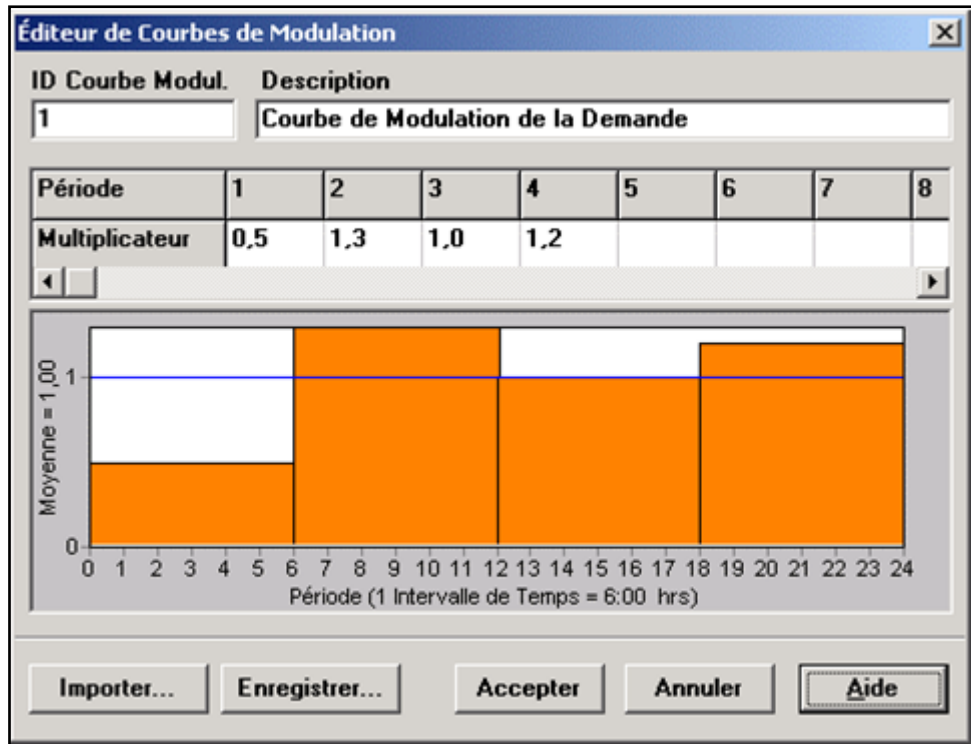 Éditeur de Courbes de Modulation
ID Courbe Modul. Description
1 Courbe de Modulation de la Demande
Période 1 2 3 4 5 6 7 8
Multiplicateur 0,5 1,3 1,0 1,2
Moyenne = 1,00
1
0
0 1 2 3 4 5 6 7 8 9 10 11 12 13 14 15 16 17 18 19 20 21 22 23 24
Période (1 Intervalle de Temps = 6:00 hrs)
Importer... Enregistrer... Accepter Annuler Aide